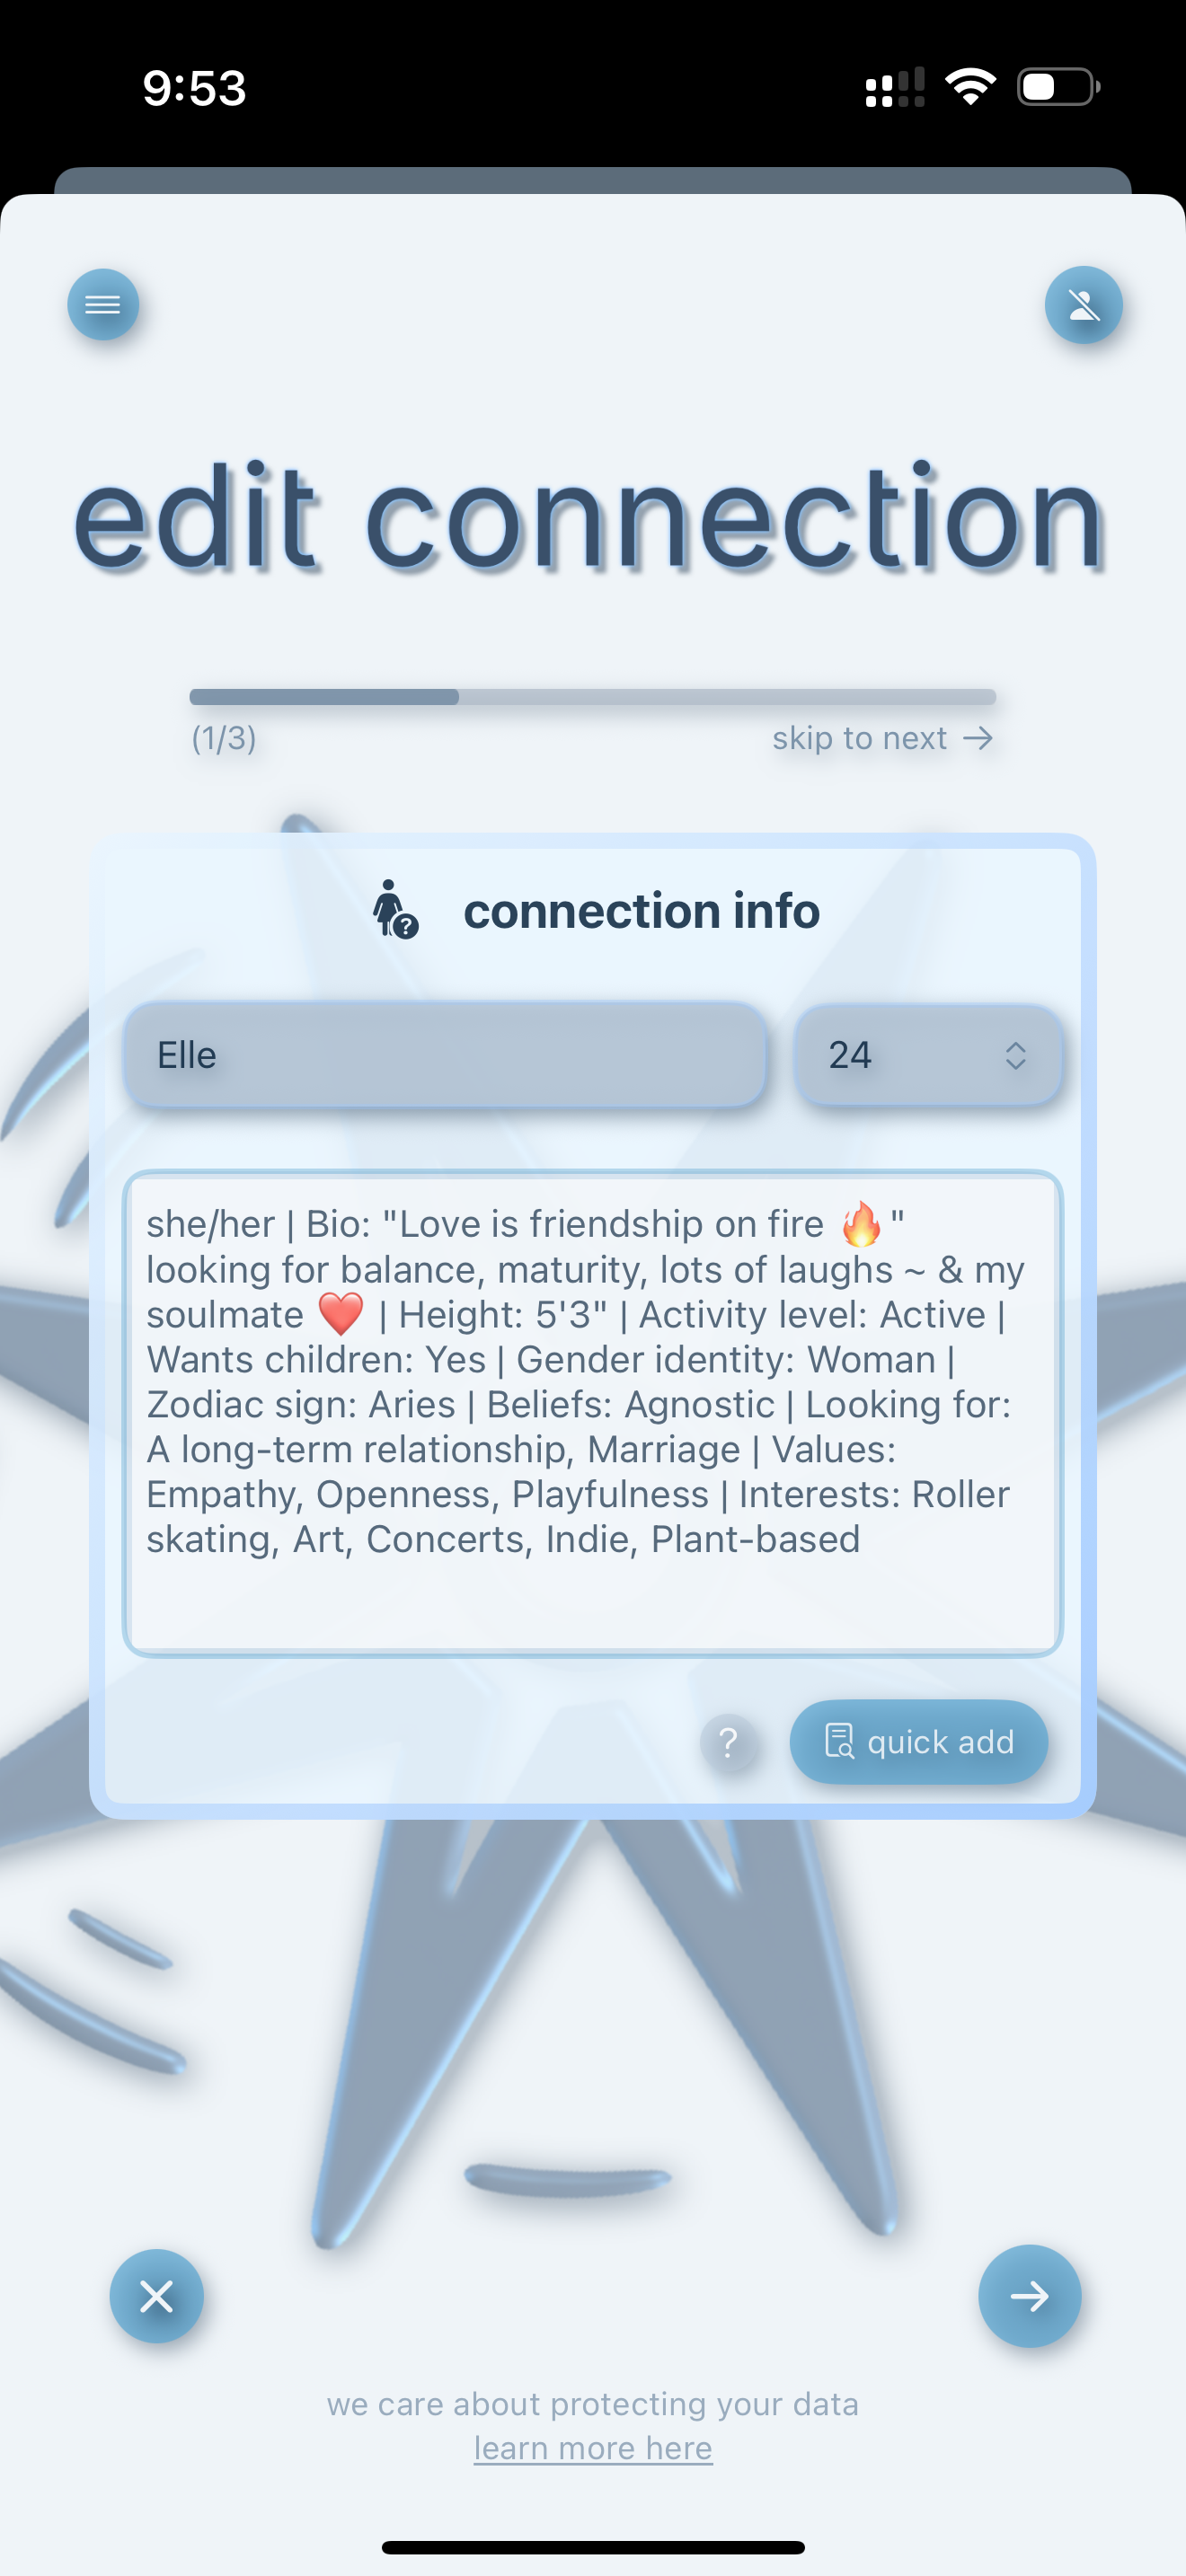 9:53
edit connection
(1/3)
skip to next →
connection info
Elle
24
she/her | Bio: "Love is friendship on fire 🔥"
looking for balance, maturity, lots of laughs ~ & my
soulmate ❤️ | Height: 5'3" | Activity level: Active |
Wants children: Yes | Gender identity: Woman |
Zodiac sign: Aries | Beliefs: Agnostic | Looking for:
A long-term relationship, Marriage | Values:
Empathy, Openness, Playfulness | Interests: Roller
skating, Art, Concerts, Indie, Plant-based
?
quick add
we care about protecting your data
learn more here